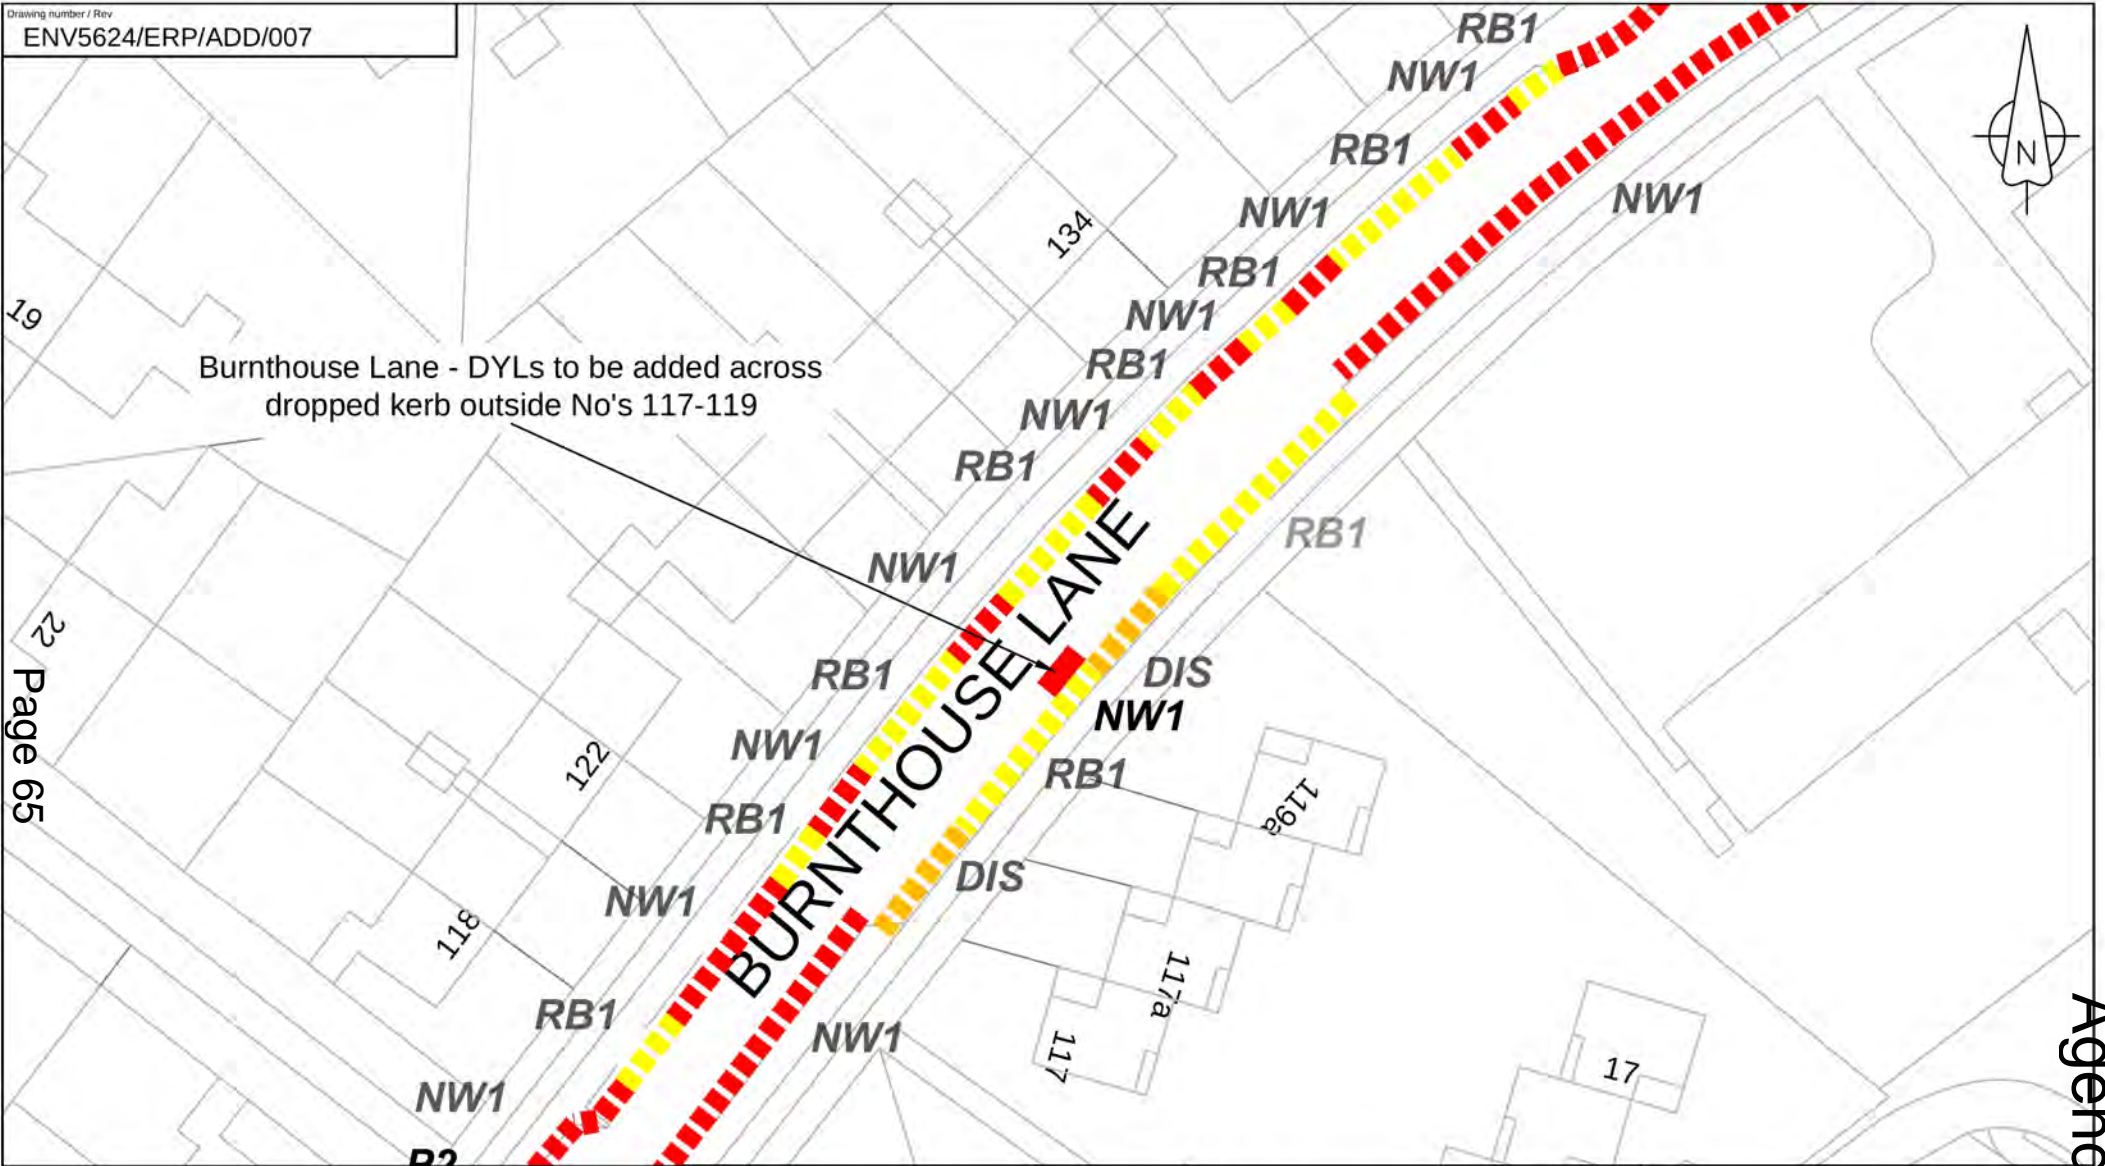 Drawing number / Rev
ENV5624/ERP/ADD/007
RB1
NW1
RB1
NW1
NW1
N
134
RB1
NW1
19
Burnthouse Lane - DYLs to be added across
dropped kerb outside No's 117-119
RB1
NW1
RB1
RB1
NW1
BURNTHOUSE LANE
22
Page 65
RB1
DIS
NW1
NW1
122
RB1
119a
RB1
DIS
NW1
118
117a
RB1
NW1
117
17
NW1
Agend